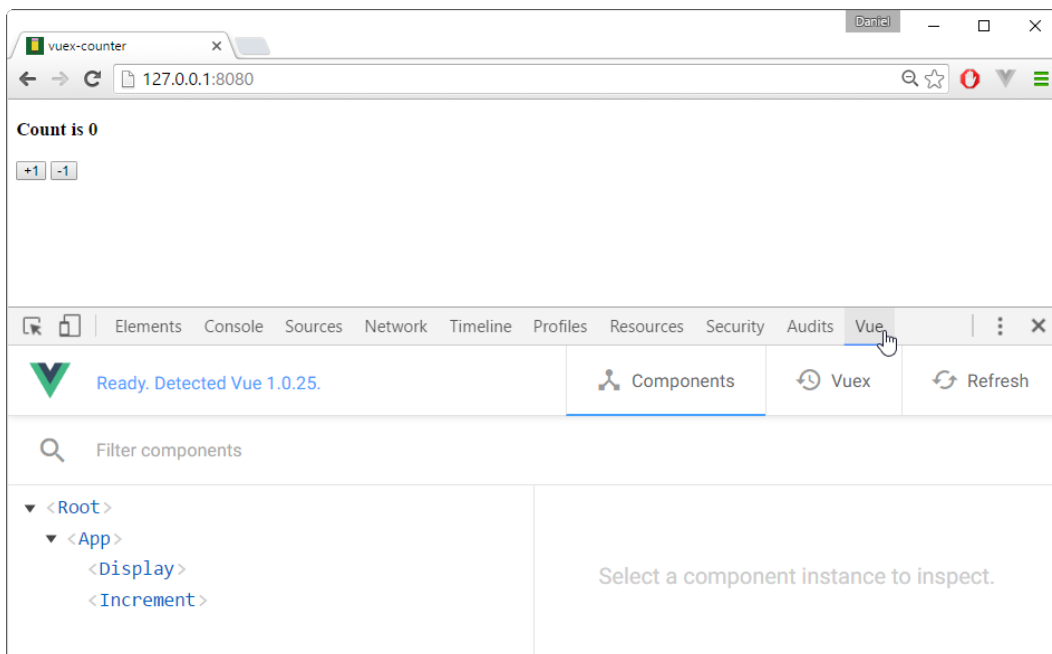 Daniel
vuex-counter
127.0.0.1:8080
Count is 0
+1 -1
Elements Console Sources Network Timeline Profiles Resources Security Audits Vue
Ready. Detected Vue 1.0.25. Components Vuex Refresh
Filter components
<Root>
<App>
<Display>
<Increment>
Select a component instance to inspect.